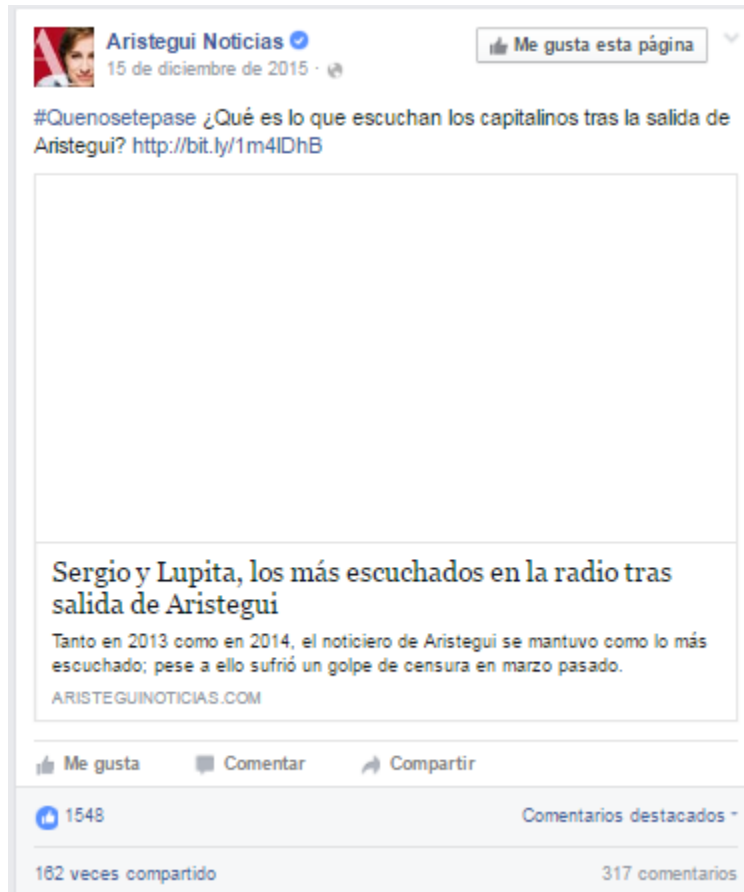 Aristegui Noticias
Me gusta esta página
15 de diciembre de 2015 ·
#Quenosetepase ¿Qué es lo que escuchan los capitalinos tras la salida de
Aristegui? http://bit.ly/1m4lDhB
Sergio y Lupita, los más escuchados en la radio tras
salida de Aristegui
Tanto en 2013 como en 2014, el noticiero de Aristegui se mantuvo como lo más
escuchado; pese a ello sufrió un golpe de censura en marzo pasado.
ARISTEGUINOTICIAS.COM
Me gusta Comentar Compartir
1548 Comentarios destacados
162 veces compartido 317 comentarios